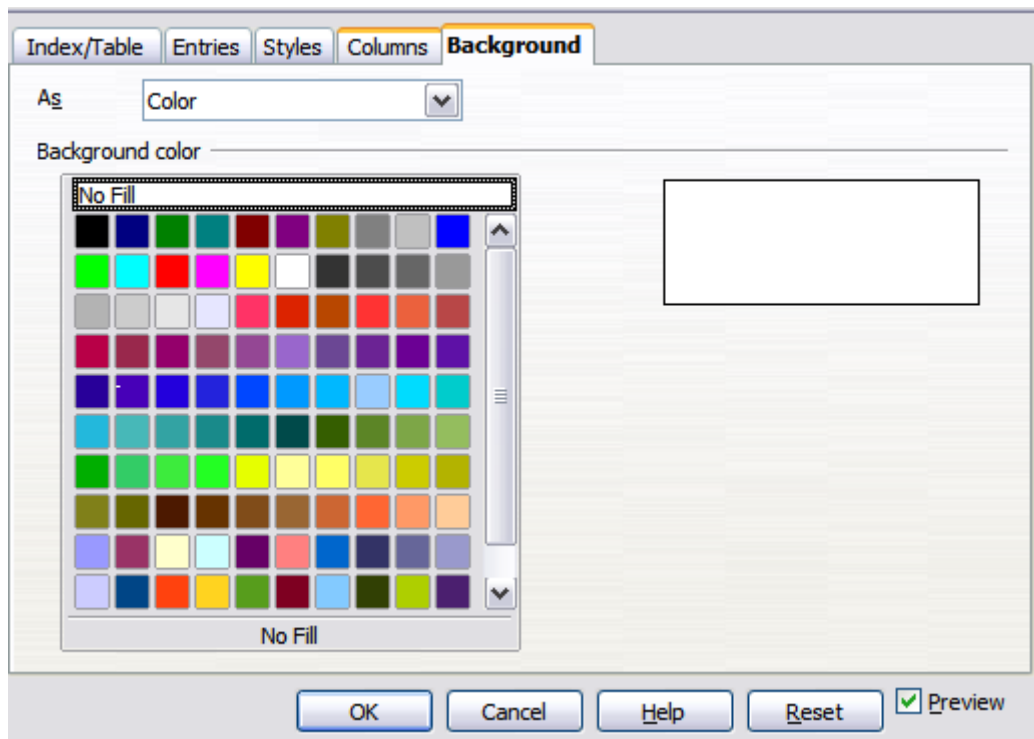 Index/Table Entries Styles Columns Background
As Color
Background color
No Fill
No Fill
OK Cancel Help Reset Preview